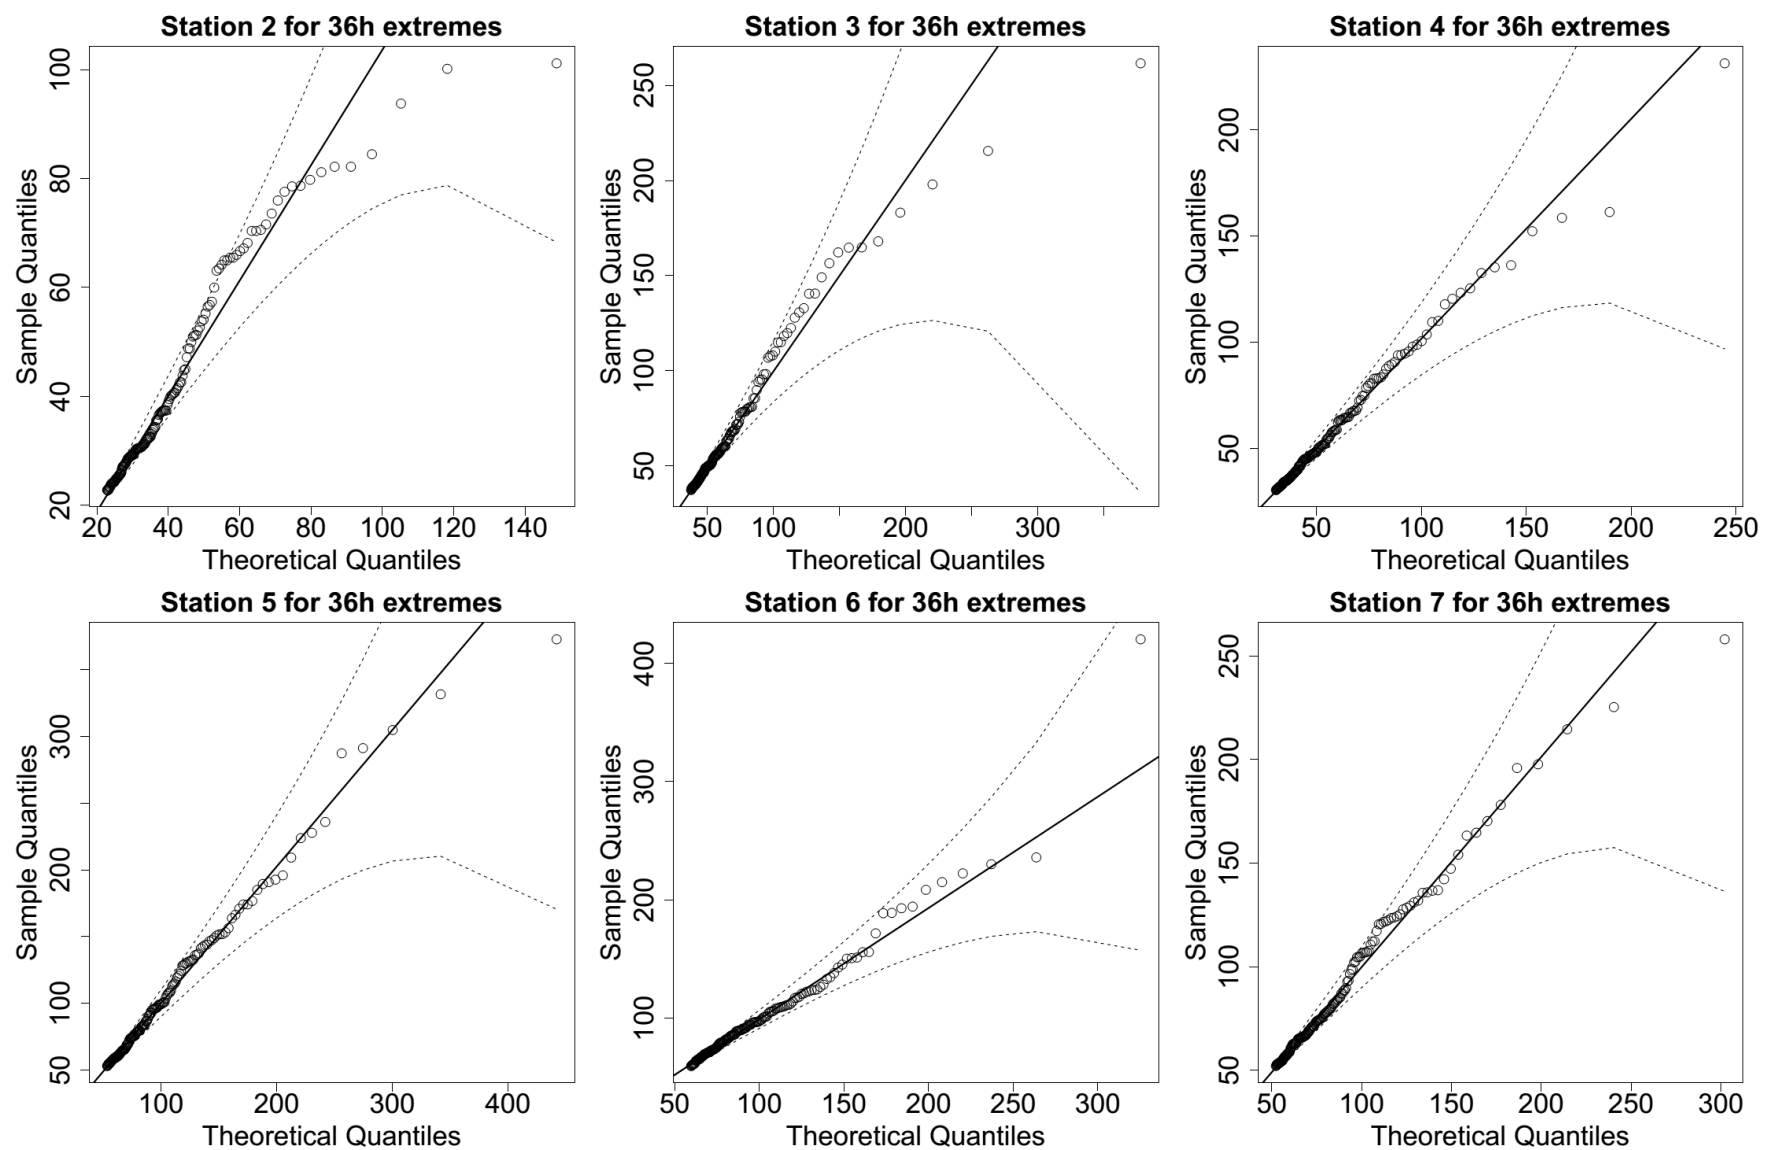 Station 2 for 36h extremes
Sample Quantiles
20 40 60 80 100
20 40 60 80 100 120 140
Theoretical Quantiles
Station 3 for 36h extremes
Sample Quantiles
50 100 150 200 250
50 100 200 300
Theoretical Quantiles
Station 4 for 36h extremes
Sample Quantiles
50 100 150 200
50 100 150 200 250
Theoretical Quantiles
Station 5 for 36h extremes
Sample Quantiles
50 100 200 300
100 200 300 400
Theoretical Quantiles
Station 6 for 36h extremes
Sample Quantiles
100 200 300 400
50 100 150 200 250 300
Theoretical Quantiles
Station 7 for 36h extremes
Sample Quantiles
50 100 150 200 250
50 100 150 200 250 300
Theoretical Quantiles